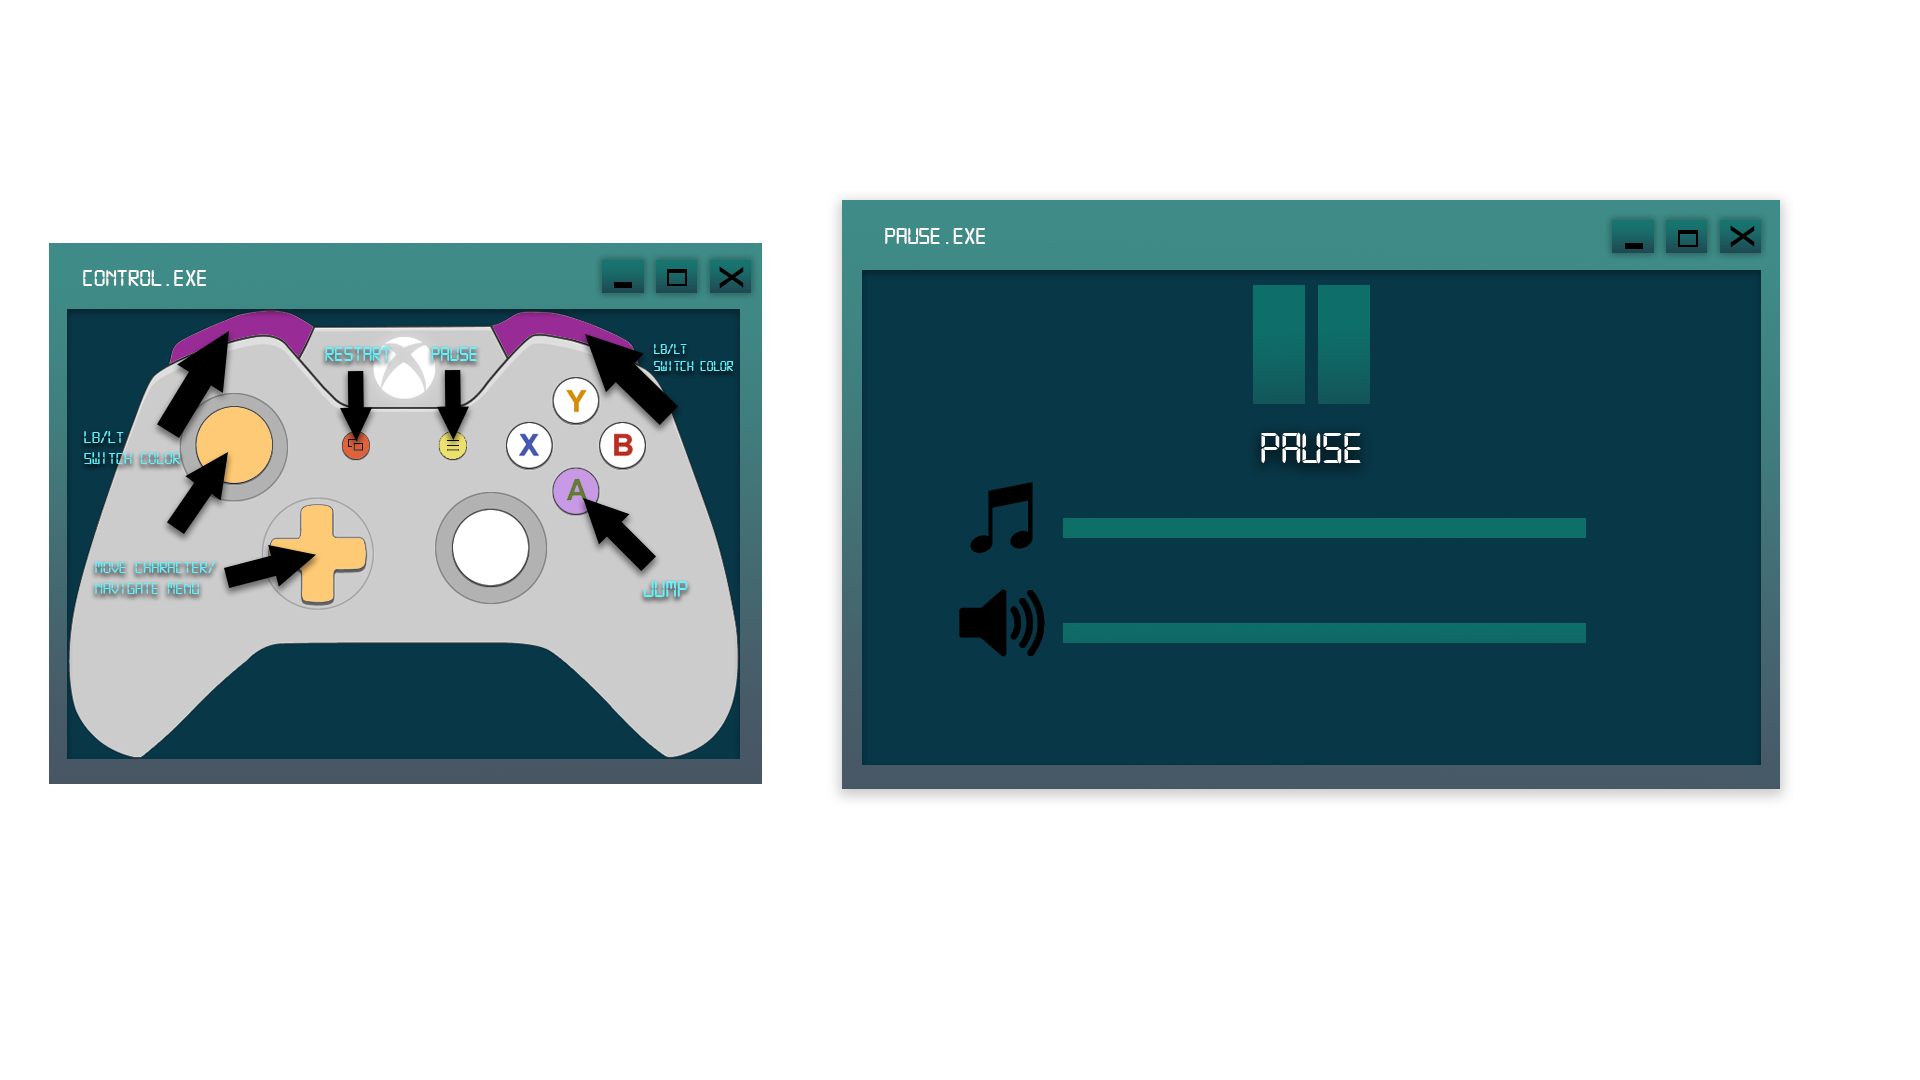 CONTROL.EXE
RESTART
PAUSE
LB/LT
SWITCH COLOR
Y
X
B
A
LB/LT
SWITCH COLOR
MOVE CHARACTER/
NAVIGATE MENU
JUMP
PAUSE.EXE
PAUSE